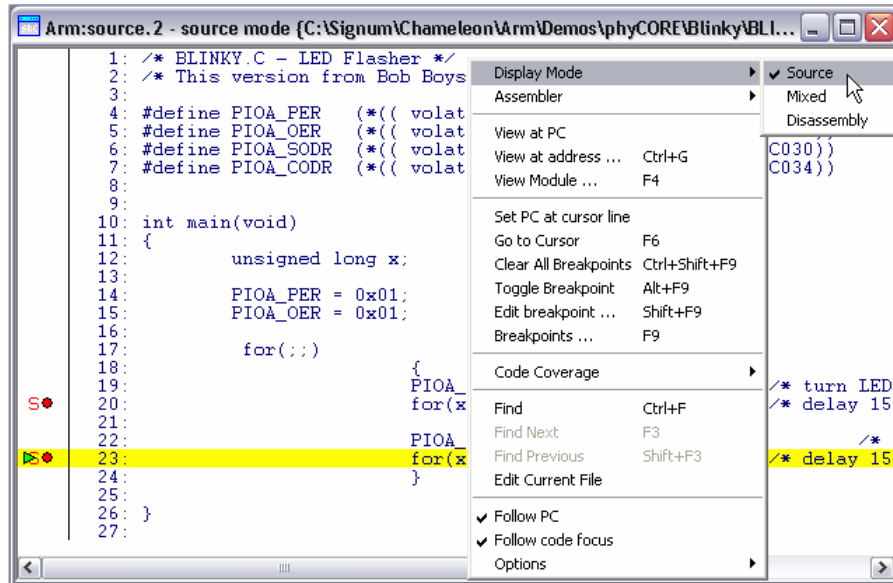 Arm:source.2 - source mode {C:\Signum\Chameleon\Arm\Demos\phyCORE\Blinky\BLI...
1: /* BLINKY.C - LED Flasher */
2: /* This version from Bob Boys
3:
4: #define PIOA_PER (*(( volat
5: #define PIOA_OER (*(( volat
6: #define PIOA_SODR (*(( volat C030))
7: #define PIOA_CODR (*(( volat C034))
8:
9:
10: int main(void)
11: {
12: unsigned long x;
13:
14: PIOA_PER = 0x01;
15: PIOA_OER = 0x01;
16:
17: for(;;)
18: {
19: PIOA_ /* turn LED
S 20: for(x /* delay 15
21:
22: PIOA_ /*
S 23: for(x /* delay 15
24: }
25:
26: }
27:
Display Mode
Assembler
View at PC
View at address ... Ctrl+G
View Module ... F4
Set PC at cursor line
Go to Cursor F6
Clear All Breakpoints Ctrl+Shift+F9
Toggle Breakpoint Alt+F9
Edit breakpoint ... Shift+F9
Breakpoints ... F9
Code Coverage
Find Ctrl+F
Find Next F3
Find Previous Shift+F3
Edit Current File
Follow PC
Follow code focus
Options
Source
Mixed
Disassembly